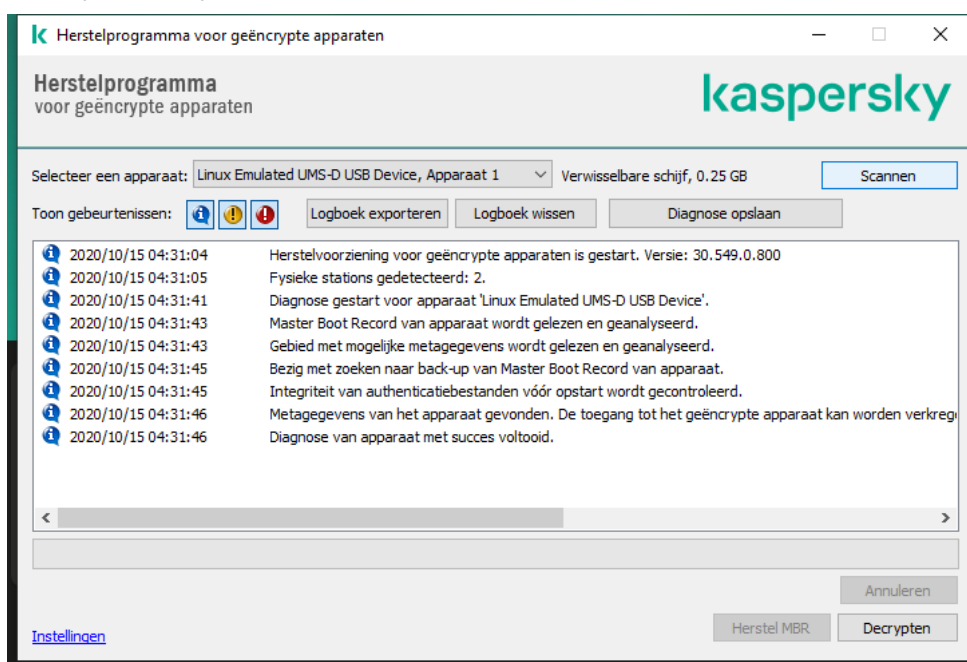 Herstelprogramma voor geëncrypte apparaten
Herstelprogramma
voor geëncrypte apparaten
kaspersky
Selecteer een apparaat: Linux Emulated UMS-D USB Device, Apparaat 1 Verwisselbare schijf, 0.25 GB Scannen
Toon gebeurtenissen: Logboek exporteren Logboek wissen Diagnose opslaan
2020/10/15 04:31:04 Herstelvoorziening voor geëncrypte apparaten is gestart. Versie: 30.549.0.800
2020/10/15 04:31:05 Fysieke stations gedetecteerd: 2.
2020/10/15 04:31:41 Diagnose gestart voor apparaat 'Linux Emulated UMS-D USB Device'.
2020/10/15 04:31:43 Master Boot Record van apparaat wordt gelezen en geanalyseerd.
2020/10/15 04:31:43 Gebied met mogelijke metagegevens wordt gelezen en geanalyseerd.
2020/10/15 04:31:45 Bezig met zoeken naar back-up van Master Boot Record van apparaat.
2020/10/15 04:31:45 Integriteit van authenticatiebestanden vóór opstart wordt gecontroleerd.
2020/10/15 04:31:46 Metagegevens van het apparaat gevonden. De toegang tot het geëncrypte apparaat kan worden verkreg
2020/10/15 04:31:46 Diagnose van apparaat met succes voltooid.
Annuleren
Instellingen Herstel MBR Decrypten